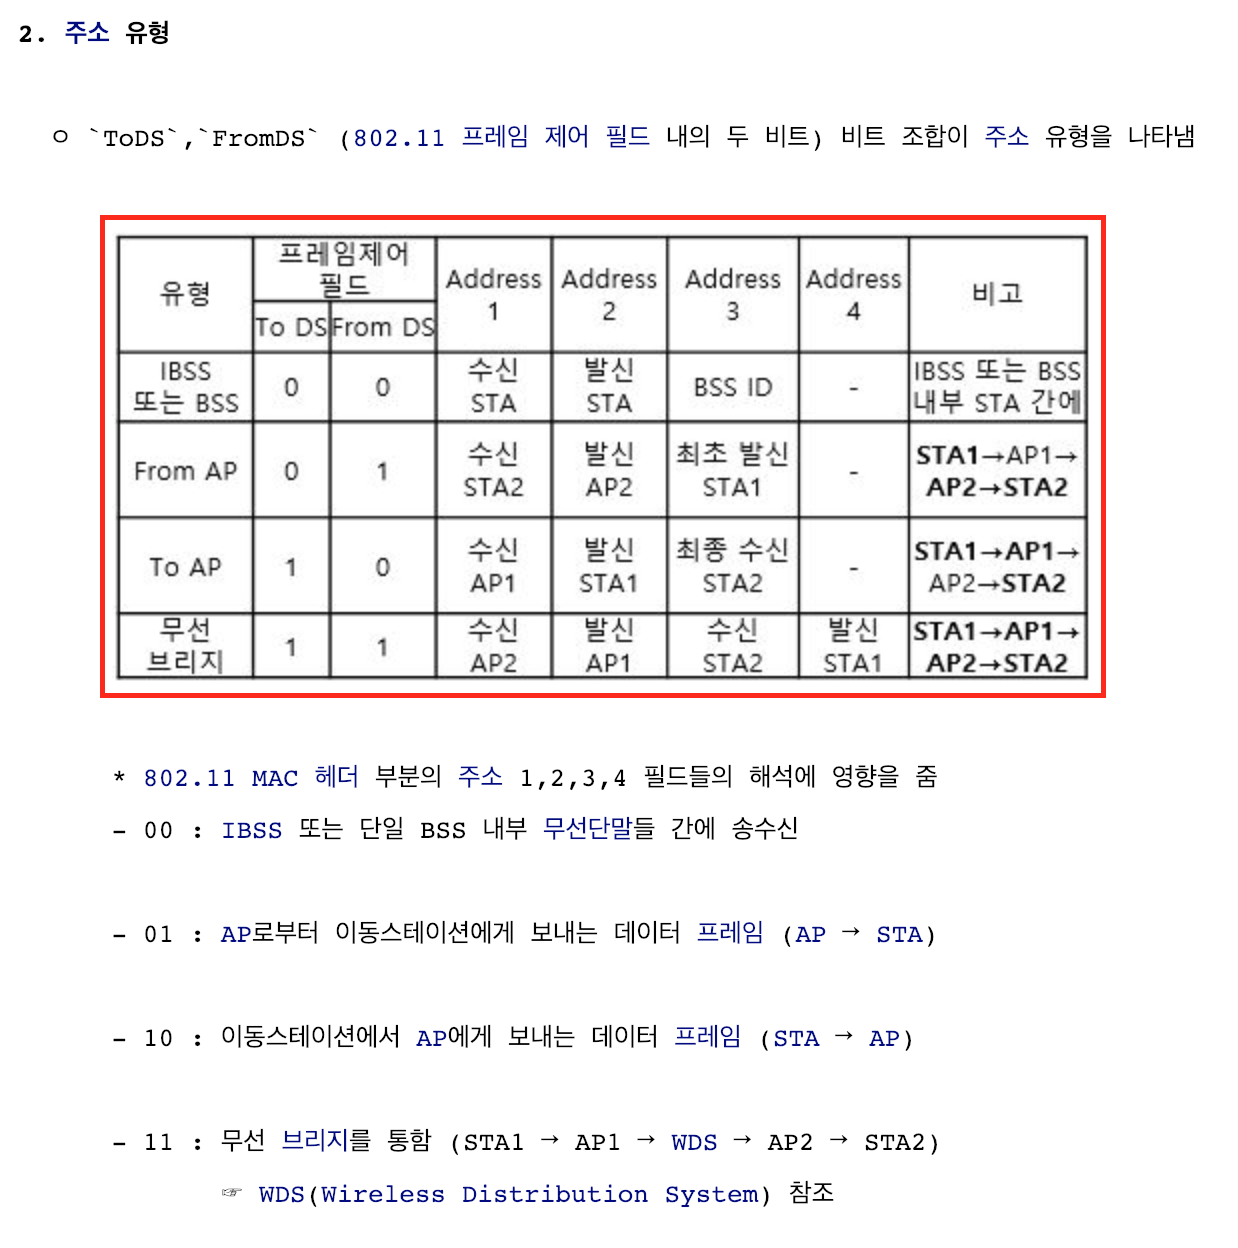 2. 주소 유형
ㅇ `ToDS`,`FromDS` (802.11 프레임 제어 필드 내의 두 비트) 비트 조합이 주소 유형을 나타냄
유형 프레임제어 필드 Address 1 Address 2 Address 3 Address 4 비고
To DS From DS
IBSS 또는 BSS 0 0 수신 STA 발신 STA BSS ID - IBSS 또는 BSS 내부 STA 간에
From AP 0 1 수신 STA2 발신 AP2 최초 발신 STA1 - STA1→AP1→ AP2→STA2
To AP 1 0 수신 AP1 발신 STA1 최종 수신 STA2 - STA1→AP1→ AP2→STA2
무선 브리지 1 1 수신 AP2 발신 AP1 수신 STA2 발신 STA1 STA1→AP1→ AP2→STA2
* 802.11 MAC 헤더 부분의 주소 1,2,3,4 필드들의 해석에 영향을 줌
- 00 : IBSS 또는 단일 BSS 내부 무선단말들 간에 송수신
- 01 : AP로부터 이동스테이션에게 보내는 데이터 프레임 (AP → STA)
- 10 : 이동스테이션에서 AP에게 보내는 데이터 프레임 (STA → AP)
- 11 : 무선 브리지를 통함 (STA1 → AP1 → WDS → AP2 → STA2)
☞ WDS(Wireless Distribution System) 참조